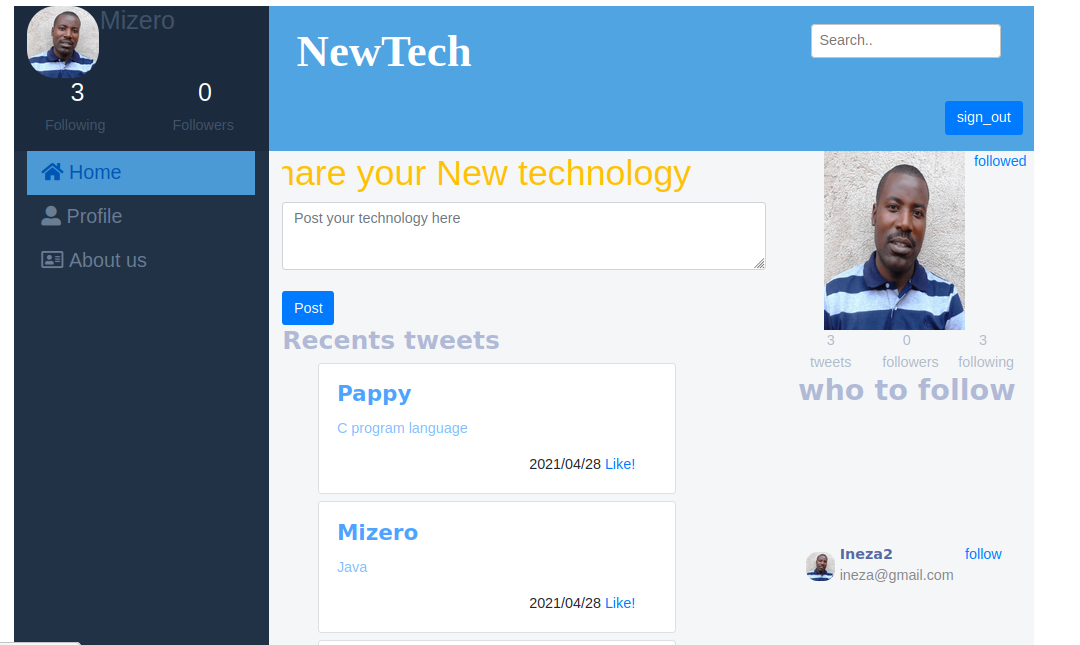 Mizero
3 0
Following Followers
Home
Profile
About us
NewTech
Search..
sign_out
hare your New technology
Post your technology here
Post
Recents tweets
Pappy
C program language
2021/04/28 Like!
Mizero
Java
2021/04/28 Like!
followed
3 0 3
tweets followers following
who to follow
Ineza2 follow
ineza@gmail.com